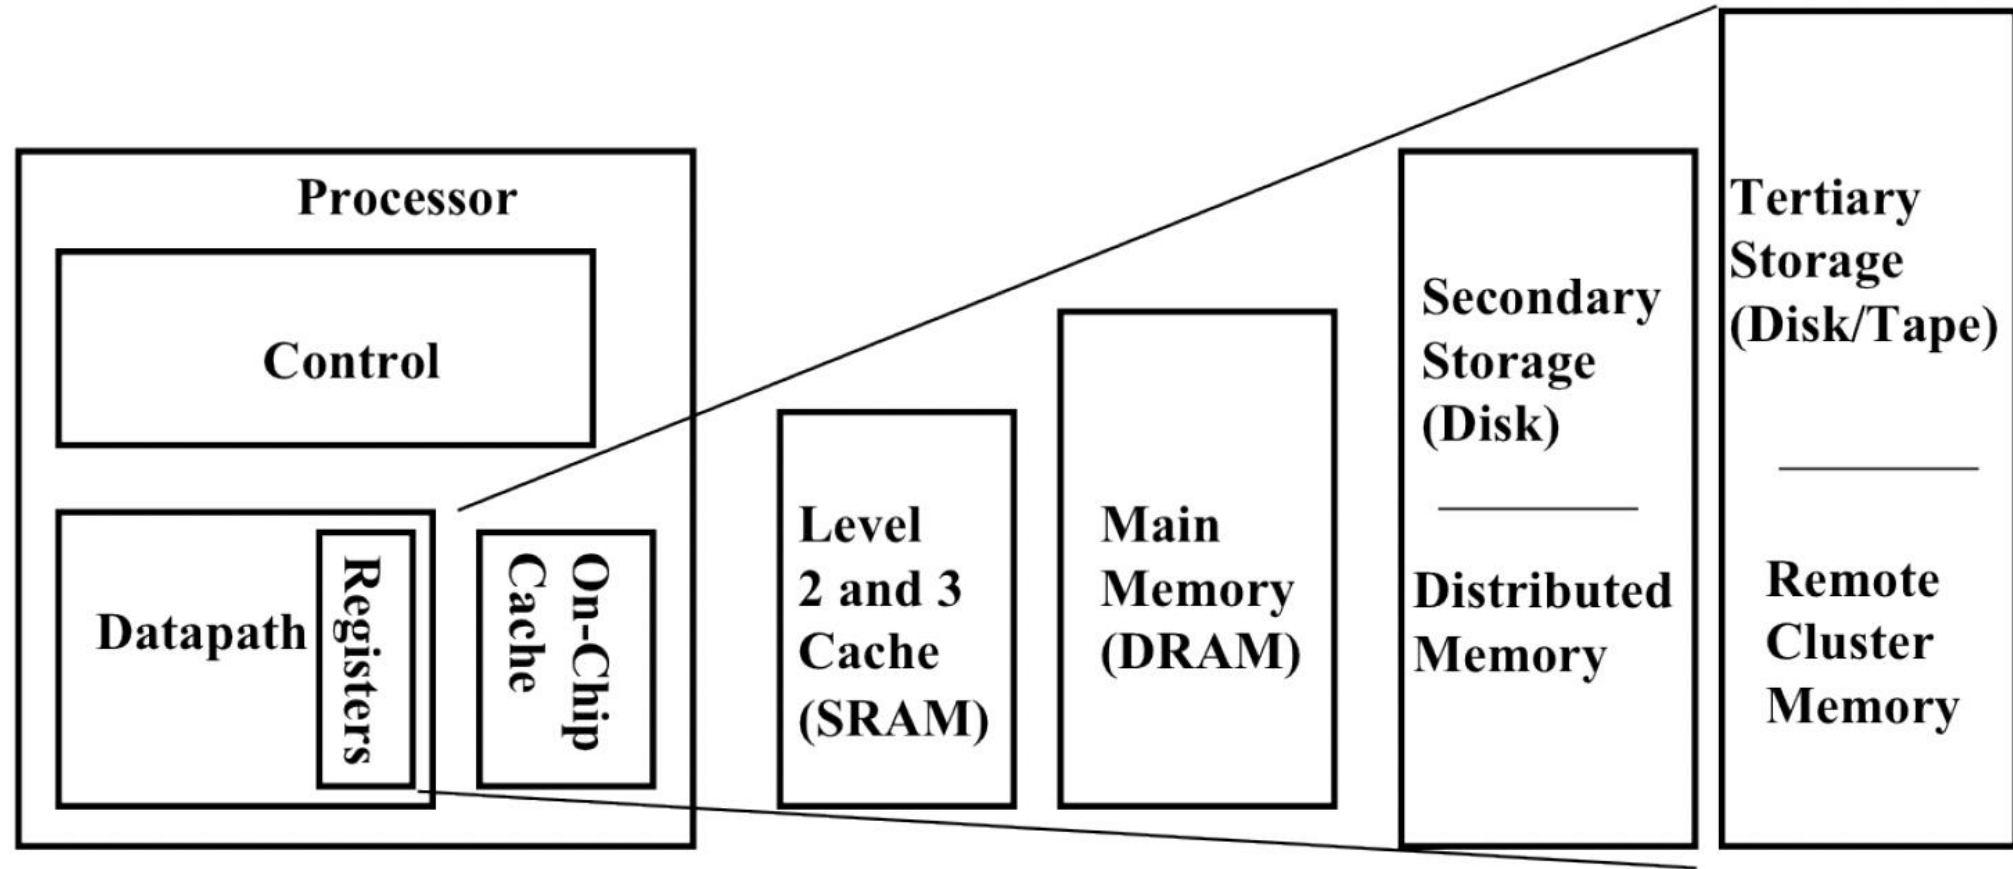 Processor
Control
Datapath
Registers
On-Chip
Cache
Level
2 and 3
Cache
(SRAM)
Main
Memory
(DRAM)
Secondary
Storage
(Disk)
Distributed
Memory
Tertiary
Storage
(Disk/Tape)
Remote
Cluster
Memory